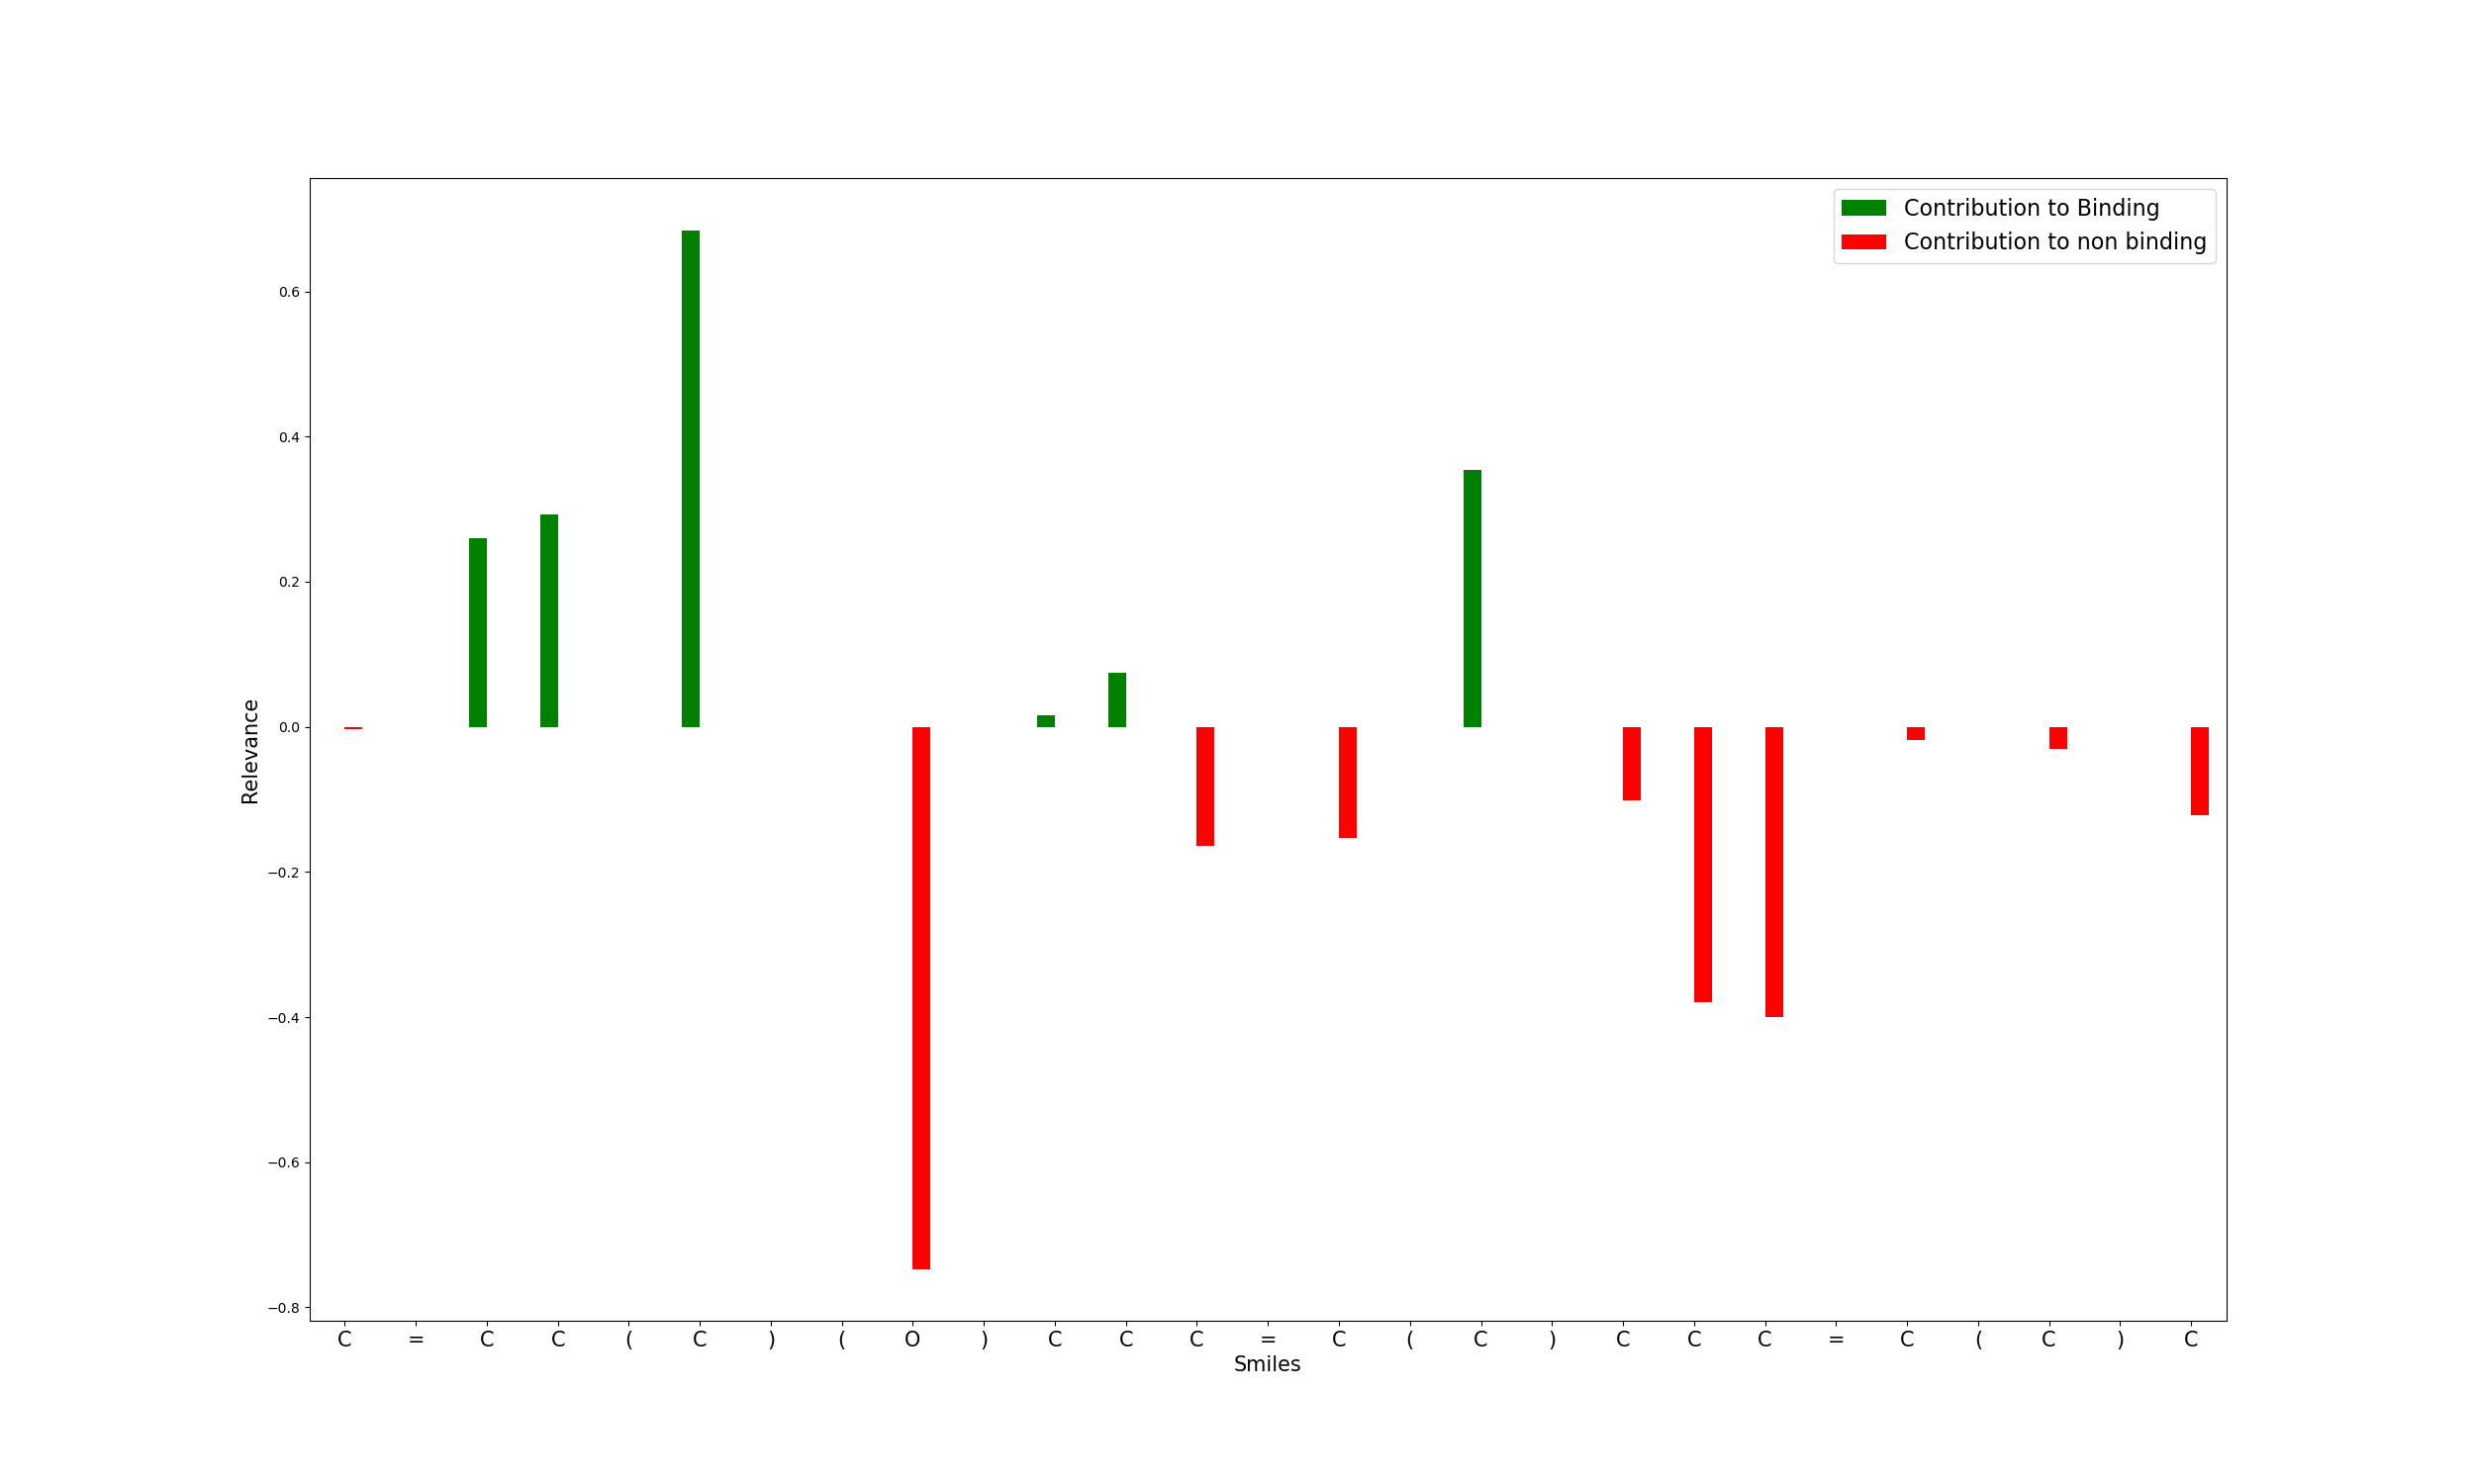 Contribution to Binding
Contribution to non binding
0.6
0.4
0.2
0.0
−0.2
−0.4
−0.6
−0.8
Relevance
C = C C ( C ) ( O ) C C C = C ( C ) C C C = C ( C ) C
Smiles